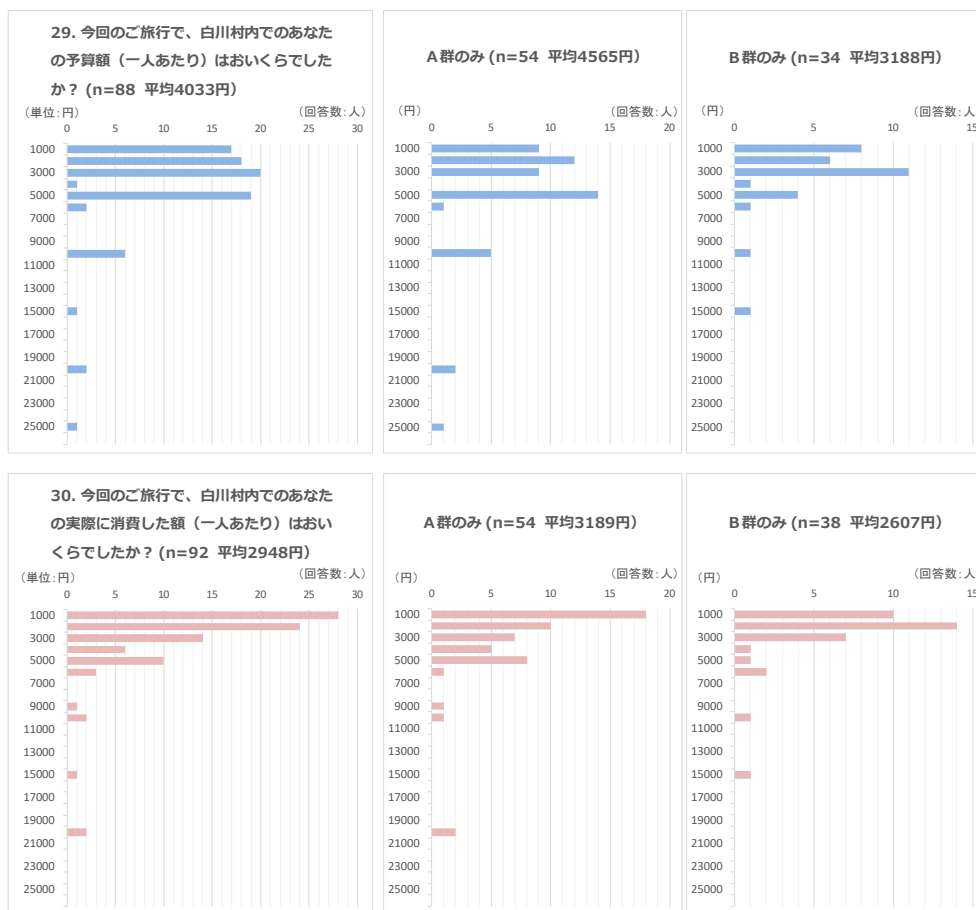 29. 今回のご旅行で、白川村内でのあなた
の予算額（一人あたり）はおいくらでした
か？ (n=88 平均4033円)
（単位:円）
（回答数:人）
0 5 10 15 20 25 30
1000
3000
5000
7000
9000
11000
15000
17000
19000
21000
23000
25000
A群のみ (n=54 平均4565円)
（円）
（回答数:人）
0 5 10 15 20
1000
3000
5000
7000
9000
11000
15000
17000
19000
21000
23000
25000
B群のみ (n=34 平均3188円)
（円）
（回答数:人
0 5 10 15
1000
3000
5000
7000
9000
11000
15000
17000
19000
21000
23000
25000
30. 今回のご旅行で、白川村内でのあなた
の実際に消費した額（一人あたり）はおい
くらでしたか？ (n=92 平均2948円)
（単位:円）
（回答数:人）
0 5 10 15 20 25 30
1000
3000
5000
7000
9000
11000
13000
15000
17000
19000
21000
23000
25000
A群のみ (n=54 平均3189円)
（円）
（回答数:人）
0 5 10 15 20
1000
3000
5000
7000
9000
11000
13000
15000
17000
19000
21000
23000
25000
B群のみ (n=38 平均2607円)
（円）
（回答数:人
0 5 10 15
1000
3000
5000
7000
9000
11000
13000
15000
17000
19000
21000
23000
25000